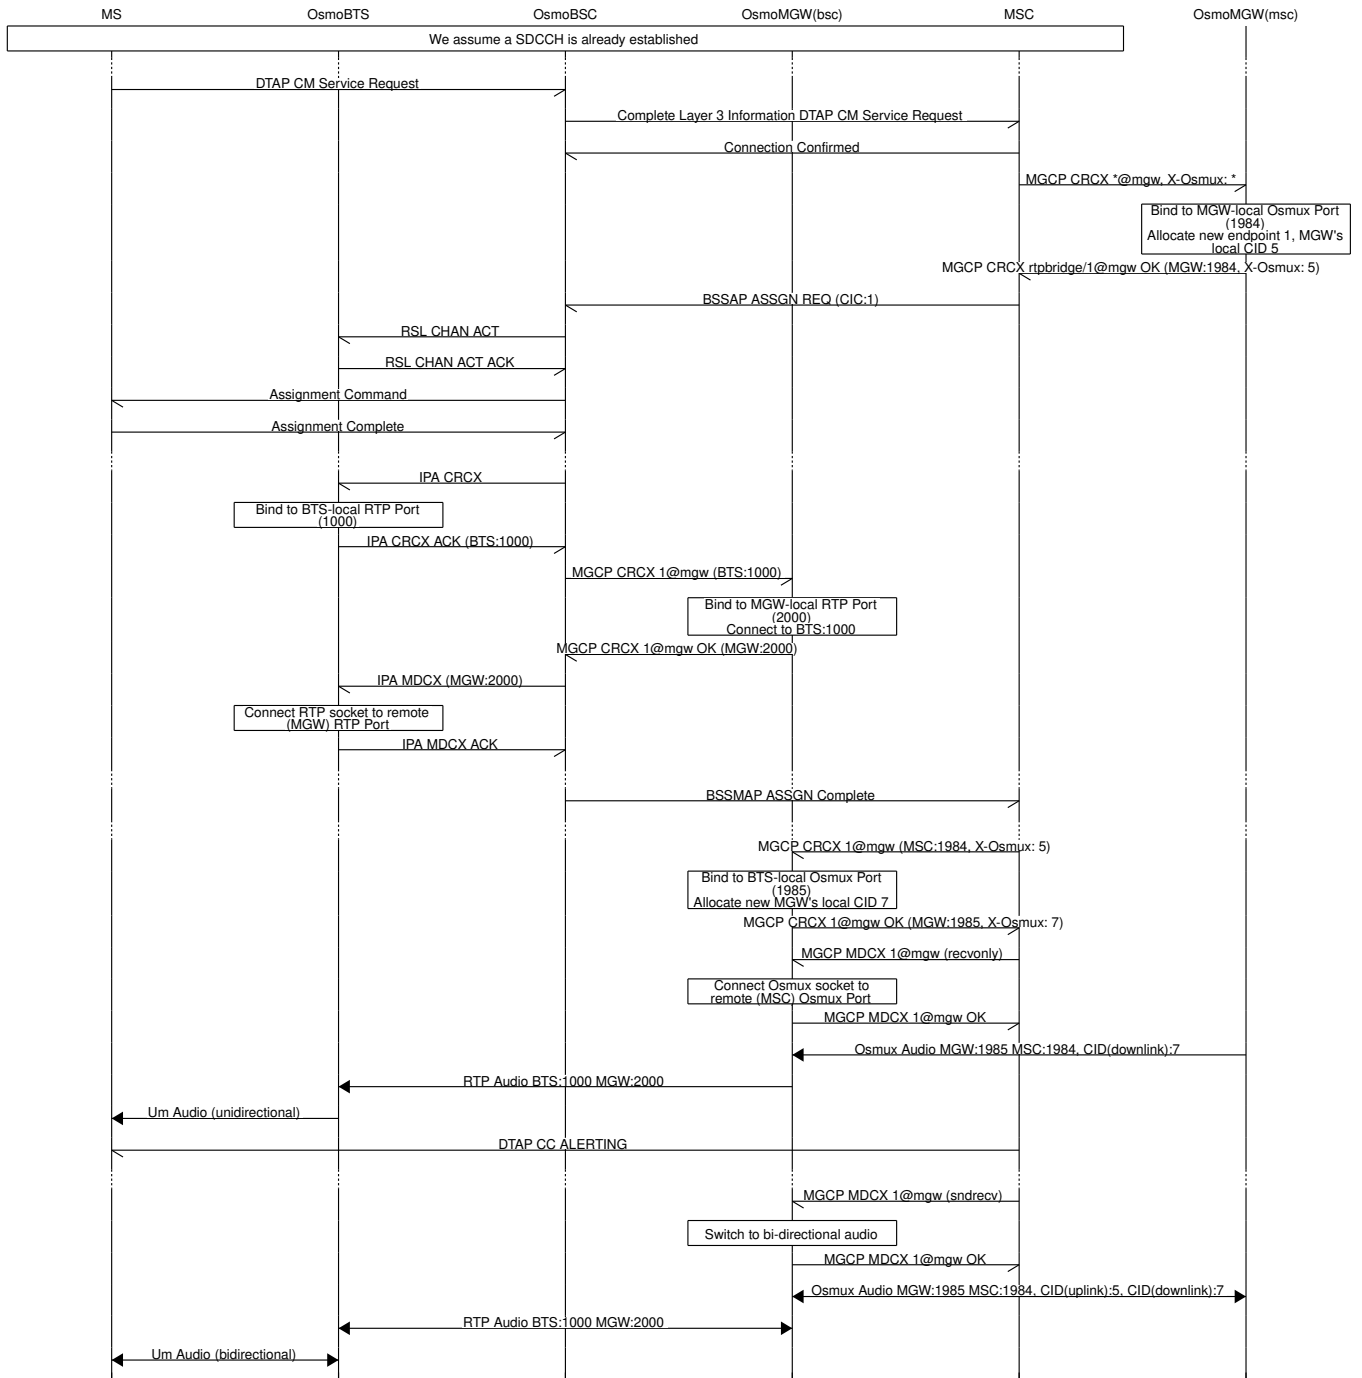 MS OsmoBTS OsmoBSC OsmoMGW(bsc) MSC OsmoMGW(msc)
We assume a SDCCH is already established
DTAP CM Service Request
Complete Layer 3 Information DTAP CM Service Request
Connection Confirmed
MGCP CRCX *@mgw, X-Osmux: *
Bind to MGW-local Osmux Port
(1984)
Allocate new endpoint 1, MGW's
local CID 5
MGCP CRCX rtpbridge/1@mgw OK (MGW:1984, X-Osmux: 5)
BSSAP ASSGN REQ (CIC:1)
RSL CHAN ACT
RSL CHAN ACT ACK
Assignment Command
Assignment Complete
IPA CRCX
Bind to BTS-local RTP Port
(1000)
IPA CRCX ACK (BTS:1000)
MGCP CRCX 1@mgw (BTS:1000)
Bind to MGW-local RTP Port
(2000)
Connect to BTS:1000
MGCP CRCX 1@mgw OK (MGW:2000)
IPA MDCX (MGW:2000)
Connect RTP socket to remote
(MGW) RTP Port
IPA MDCX ACK
BSSMAP ASSGN Complete
MGCP CRCX 1@mgw (MSC:1984, X-Osmux: 5)
Bind to BTS-local Osmux Port
(1985)
Allocate new MGW's local CID 7
MGCP CRCX 1@mgw OK (MGW:1985, X-Osmux: 7)
MGCP MDCX 1@mgw (recvonly)
Connect Osmux socket to
remote (MSC) Osmux Port
MGCP MDCX 1@mgw OK
Osmux Audio MGW:1985 MSC:1984, CID(downlink):7
RTP Audio BTS:1000 MGW:2000
Um Audio (unidirectional)
DTAP CC ALERTING
MGCP MDCX 1@mgw (sndrecv)
Switch to bi-directional audio
MGCP MDCX 1@mgw OK
Osmux Audio MGW:1985 MSC:1984, CID(uplink):5, CID(downlink):7
RTP Audio BTS:1000 MGW:2000
Um Audio (bidirectional)